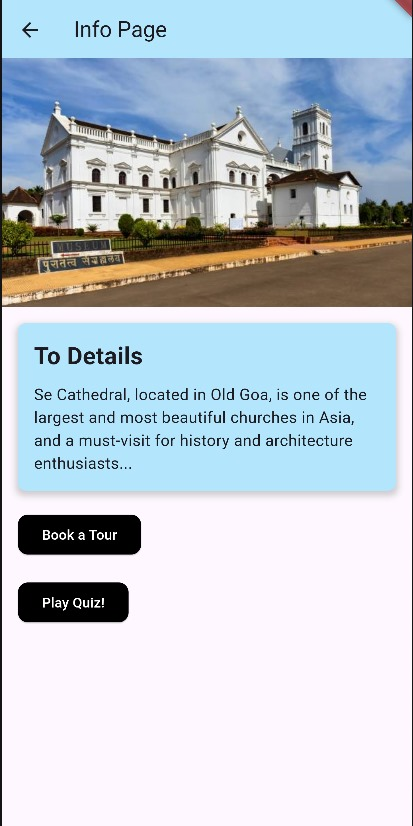 Info Page
MUSEUM
पुरातत्व संग्रहालय
To Details
Se Cathedral, located in Old Goa, is one of the
largest and most beautiful churches in Asia,
and a must-visit for history and architecture
enthusiasts...
Book a Tour
Play Quiz!